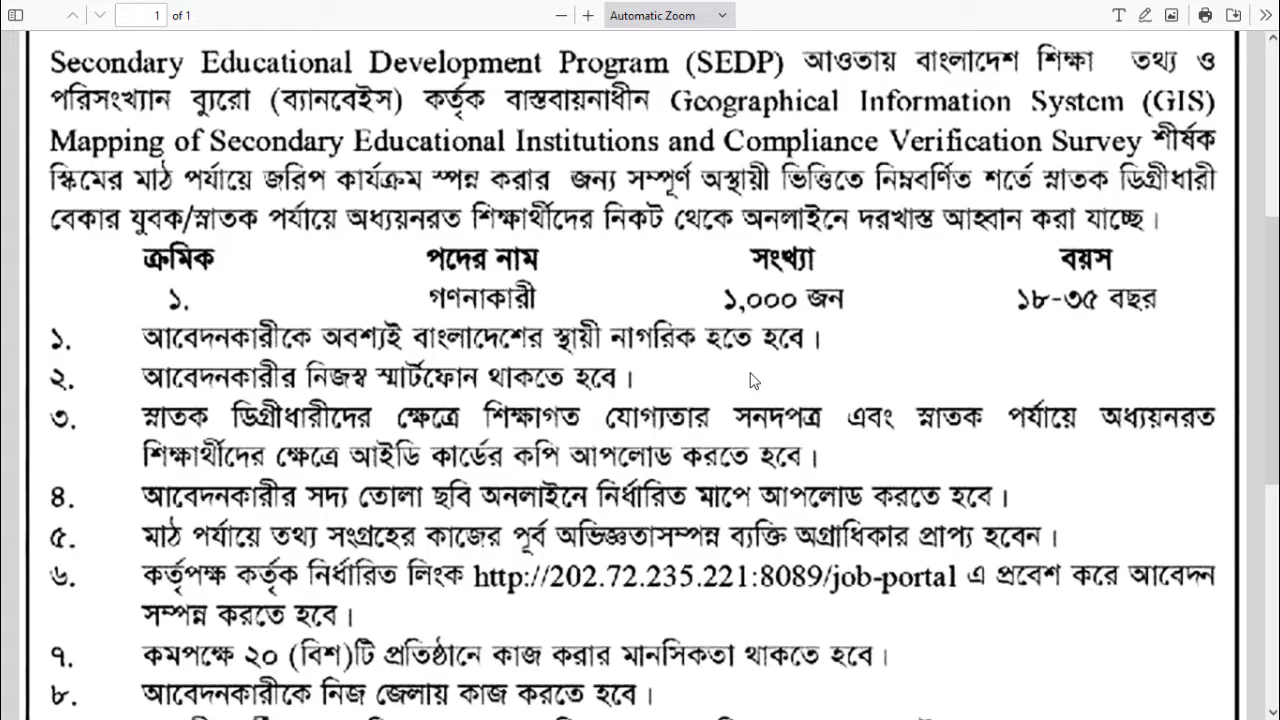 1 of 1 Automatic Zoom
Secondary Educational Development Program (SEDP) আওতায় বাংলাদেশ শিক্ষা তথ্য ও
পরিসংখ্যান ব্যুরো (ব্যানবেইস) কর্তৃক বাস্তবায়নাধীন Geographical Information System (GIS)
Mapping of Secondary Educational Institutions and Compliance Verification Survey শীর্ষক
স্কিমের মাঠ পর্যায়ে জরিপ কার্যক্রম স্পন্ন করার জন্য সম্পূর্ণ অস্থায়ী ভিত্তিতে নিম্নবর্ণিত শর্তে স্নাতক ডিগ্রীধারী
বেকার যুবক/স্নাতক পর্যায়ে অধ্যয়নরত শিক্ষার্থীদের নিকট থেকে অনলাইনে দরখাস্ত আহ্বান করা যাচ্ছে।
ক্রমিক পদের নাম সংখ্যা বয়স
১. গণনাকারী ১,০০০ জন ১৮-৩৫ বছর
১. আবেদনকারীকে অবশ্যই বাংলাদেশের স্থায়ী নাগরিক হতে হবে।
২. আবেদনকারীর নিজস্ব স্মার্টফোন থাকতে হবে।
৩. স্নাতক ডিগ্রীধারীদের ক্ষেত্রে শিক্ষাগত যোগ্যতার সনদপত্র এবং স্নাতক পর্যায়ে অধ্যয়নরত
শিক্ষার্থীদের ক্ষেত্রে আইডি কার্ডের কপি আপলোড করতে হবে।
৪. আবেদনকারীর সদ্য তোলা ছবি অনলাইনে নির্ধারিত মাপে আপলোড করতে হবে।
৫. মাঠ পর্যায়ে তথ্য সংগ্রহের কাজের পূর্ব অভিজ্ঞতাসম্পন্ন ব্যক্তি অগ্রাধিকার প্রাপ্য হবেন।
৬. কর্তৃপক্ষ কর্তৃক নির্ধারিত লিংক http://202.72.235.221:8089/job-portal এ প্রবেশ করে আবেদন
সম্পন্ন করতে হবে।
৭. কমপক্ষে ২০ (বিশ)টি প্রতিষ্ঠানে কাজ করার মানসিকতা থাকতে হবে।
৮. আবেদনকারীকে নিজ জেলায় কাজ করতে হবে।